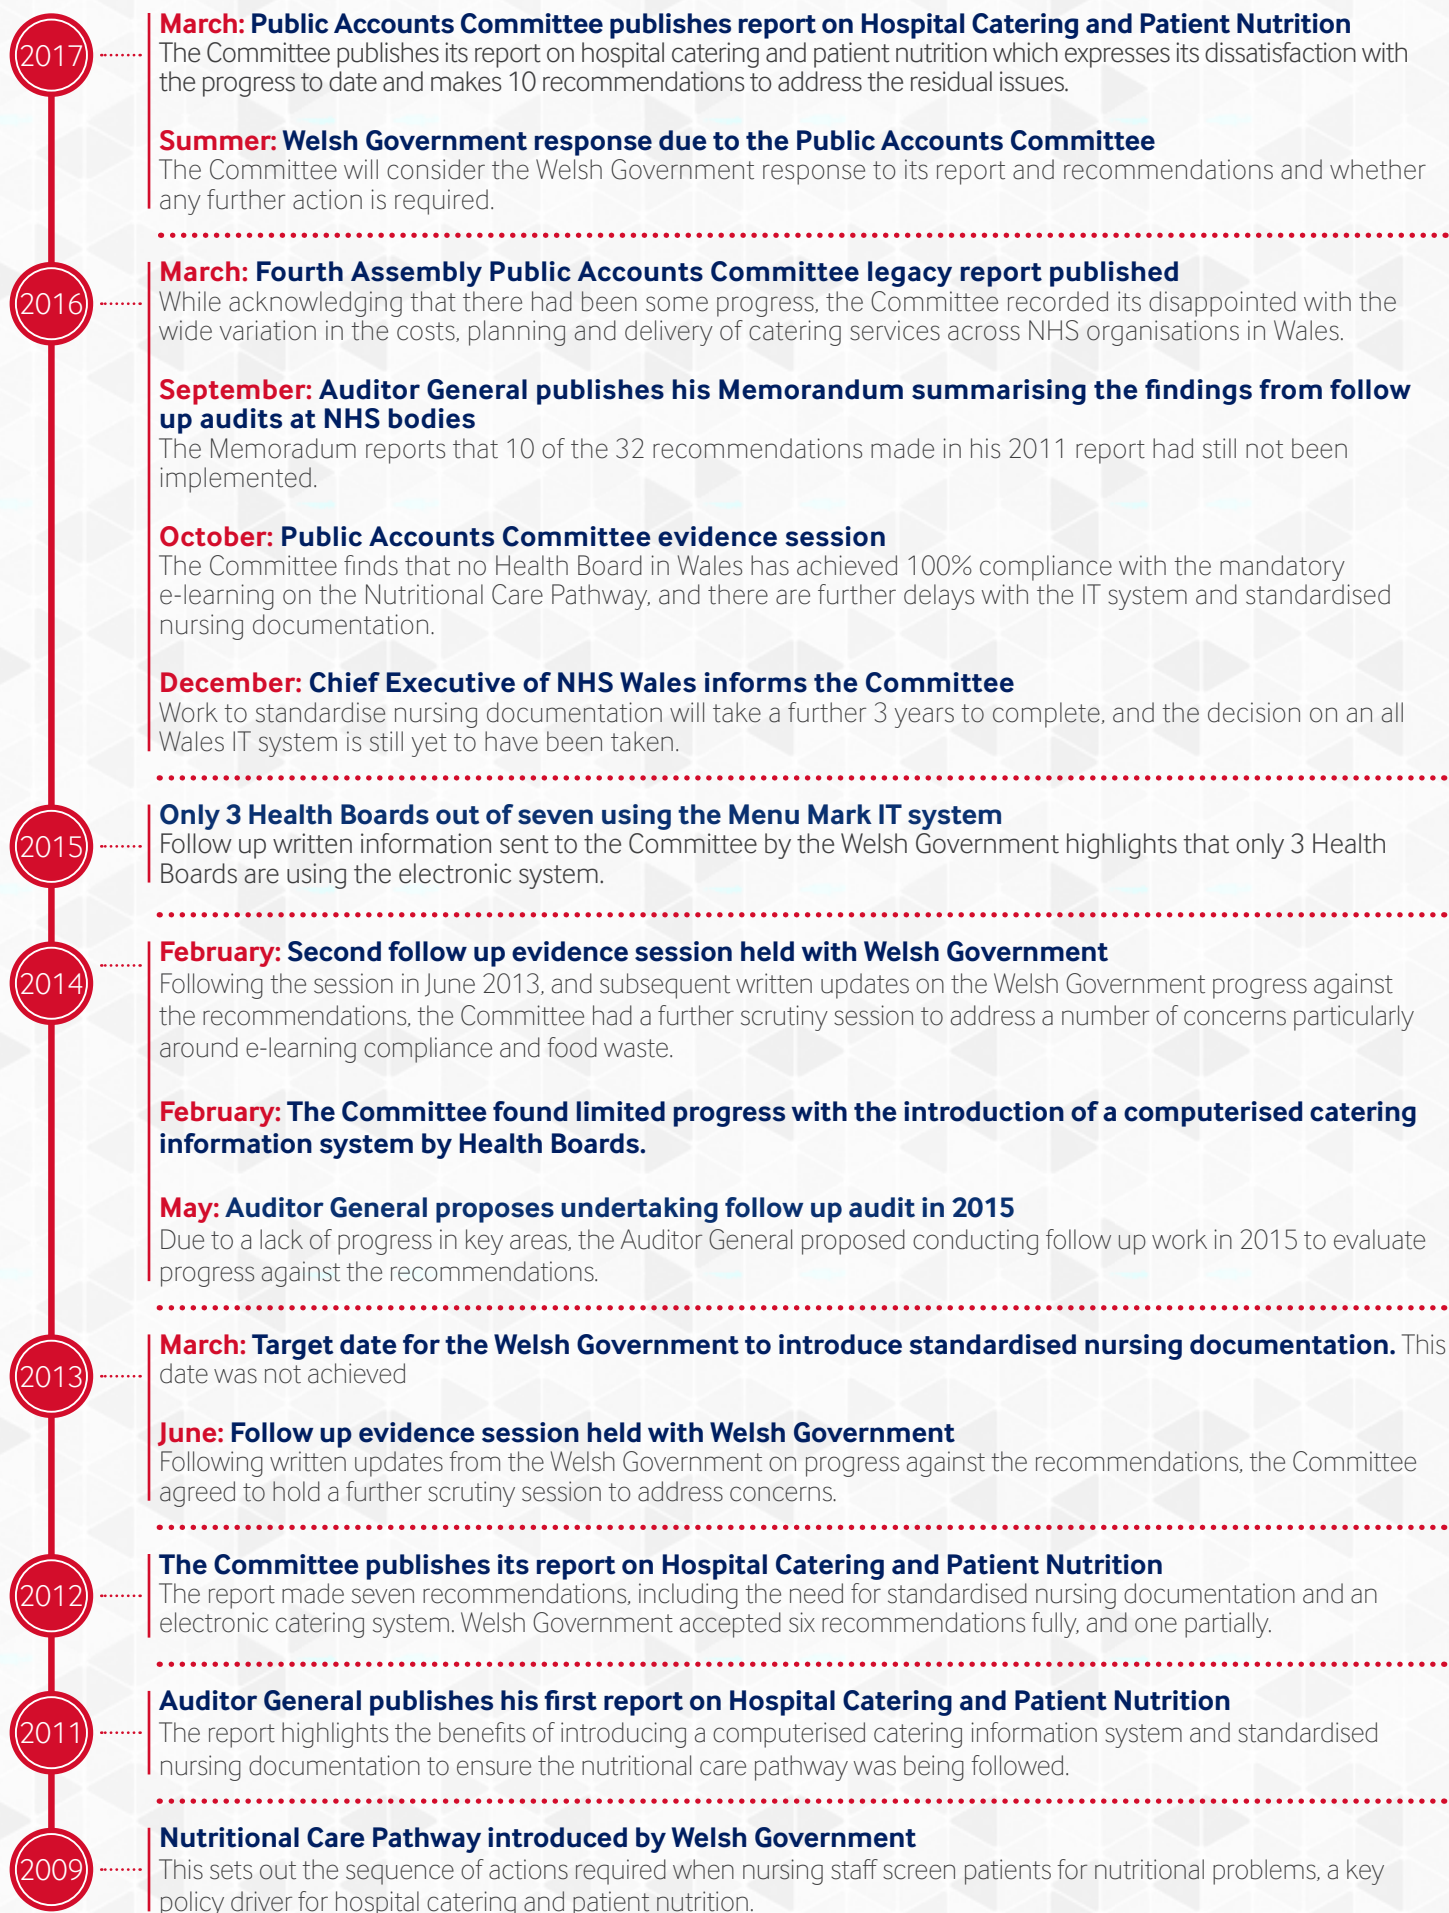 2017
March: Public Accounts Committee publishes report on Hospital Catering and Patient Nutrition
The Committee publishes its report on hospital catering and patient nutrition which expresses its dissatisfaction with
the progress to date and makes 10 recommendations to address the residual issues.
Summer: Welsh Government response due to the Public Accounts Committee
The Committee will consider the Welsh Government response to its report and recommendations and whether
any further action is required.
2016
March: Fourth Assembly Public Accounts Committee legacy report published
While acknowledging that there had been some progress, the Committee recorded its disappointed with the
wide variation in the costs, planning and delivery of catering services across NHS organisations in Wales.
September: Auditor General publishes his Memorandum summarising the findings from follow
up audits at NHS bodies
The Memoradum reports that 10 of the 32 recommendations made in his 2011 report had still not been
implemented.
October: Public Accounts Committee evidence session
The Committee finds that no Health Board in Wales has achieved 100% compliance with the mandatory
e-learning on the Nutritional Care Pathway, and there are further delays with the IT system and standardised
nursing documentation.
December: Chief Executive of NHS Wales informs the Committee
Work to standardise nursing documentation will take a further 3 years to complete, and the decision on an all
Wales IT system is still yet to have been taken.
2015
Only 3 Health Boards out of seven using the Menu Mark IT system
Follow up written information sent to the Committee by the Welsh Government highlights that only 3 Health
Boards are using the electronic system.
2014
February: Second follow up evidence session held with Welsh Government
Following the session in June 2013, and subsequent written updates on the Welsh Government progress against
the recommendations, the Committee had a further scrutiny session to address a number of concerns particularly
around e-learning compliance and food waste.
February: The Committee found limited progress with the introduction of a computerised catering
information system by Health Boards.
May: Auditor General proposes undertaking follow up audit in 2015
Due to a lack of progress in key areas, the Auditor General proposed conducting follow up work in 2015 to evaluate
progress against the recommendations.
2013
March: Target date for the Welsh Government to introduce standardised nursing documentation. This
date was not achieved
June: Follow up evidence session held with Welsh Government
Following written updates from the Welsh Government on progress against the recommendations, the Committee
agreed to hold a further scrutiny session to address concerns.
2012
The Committee publishes its report on Hospital Catering and Patient Nutrition
The report made seven recommendations, including the need for standardised nursing documentation and an
electronic catering system. Welsh Government accepted six recommendations fully, and one partially.
2011
Auditor General publishes his first report on Hospital Catering and Patient Nutrition
The report highlights the benefits of introducing a computerised catering information system and standardised
nursing documentation to ensure the nutritional care pathway was being followed.
2009
Nutritional Care Pathway introduced by Welsh Government
This sets out the sequence of actions required when nursing staff screen patients for nutritional problems, a key
policy driver for hospital catering and patient nutrition.